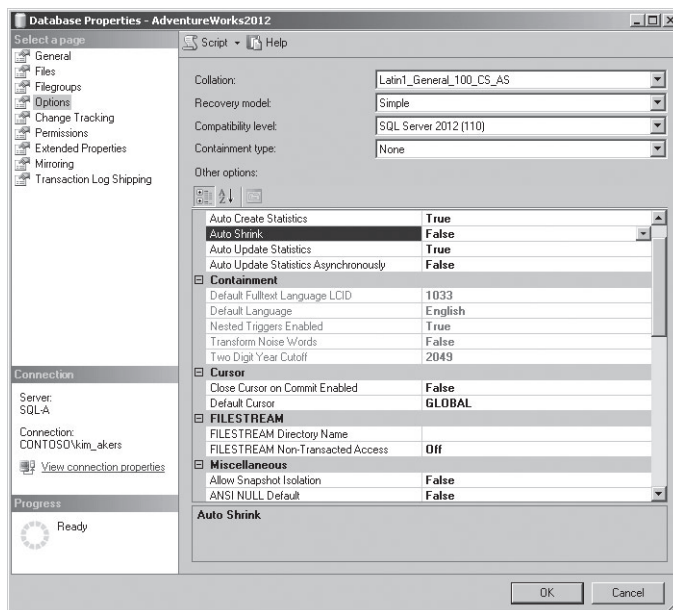 Database Properties - AdventureWorks2012
Select a page
General
Files
Filegroups
Options
Change Tracking
Permissions
Extended Properties
Mirroring
Transaction Log Shipping
Connection
Server:
SQL-A
Connection:
CONTOSO\kim_akers
View connection properties
Progress
Ready
Script
Help
Collation: Latin1_General_100_CS_AS
Recovery model: Simple
Compatibility level: SQL Server 2012 (110)
Containment type: None
Other options:
Auto Create Statistics True
Auto Shrink False
Auto Update Statistics True
Auto Update Statistics Asynchronously False
Containment
Default Fulltext Language LCID 1033
Default Language English
Nested Triggers Enabled True
Transform Noise Words False
Two Digit Year Cutoff 2049
Cursor
Close Cursor on Commit Enabled False
Default Cursor GLOBAL
FILESTREAM
FILESTREAM Directory Name
FILESTREAM Non-Transacted Access Off
Miscellaneous
Allow Snapshot Isolation False
ANSI NULL Default False
Auto Shrink
OK
Cancel